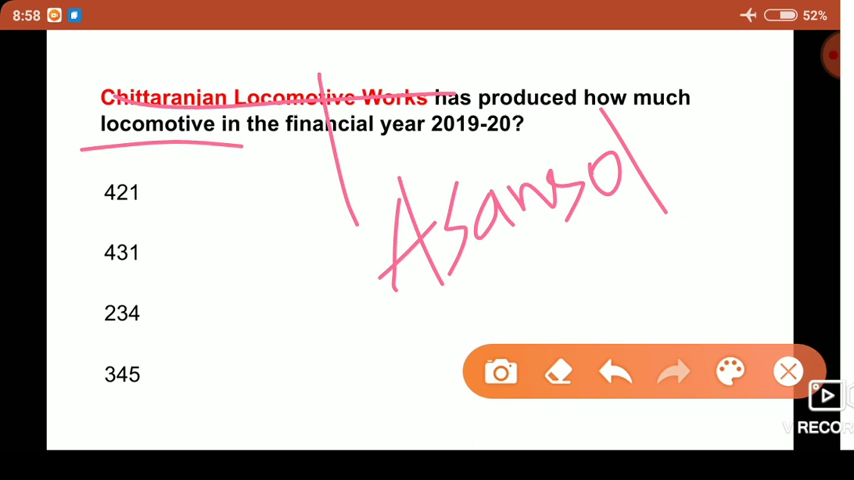 8:58
52%
Chittaranjan Locomotive Works has produced how much
locomotive in the financial year 2019-20?
Asansol
421
431
234
345
V RECOR